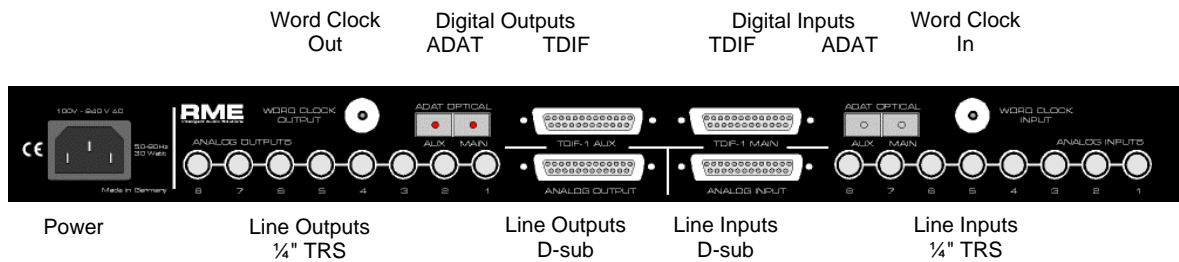 Word Clock Out
Digital Outputs
ADAT TDIF
Digital Inputs
TDIF ADAT
Word Clock In
100V - 240 V AC
50-60Hz
30 Watt
CE
Made in Germany
RME
Intelligent Audio Solutions
WORD CLOCK
OUTPUT
ADAT OPTICAL
AUX MAIN
ANALOG OUTPUTS
8 7 6 5 4 3 2 1
TDIF-1 AUX
ANALOG OUTPUT
TDIF-1 MAIN
ANALOG INPUT
ADAT OPTICAL
AUX MAIN
WORD CLOCK
INPUT
ANALOG INPUTS
8 7 6 5 4 3 2 1
Power
Line Outputs
¼" TRS
Line Outputs
D-sub
Line Inputs
D-sub
Line Inputs
¼" TRS